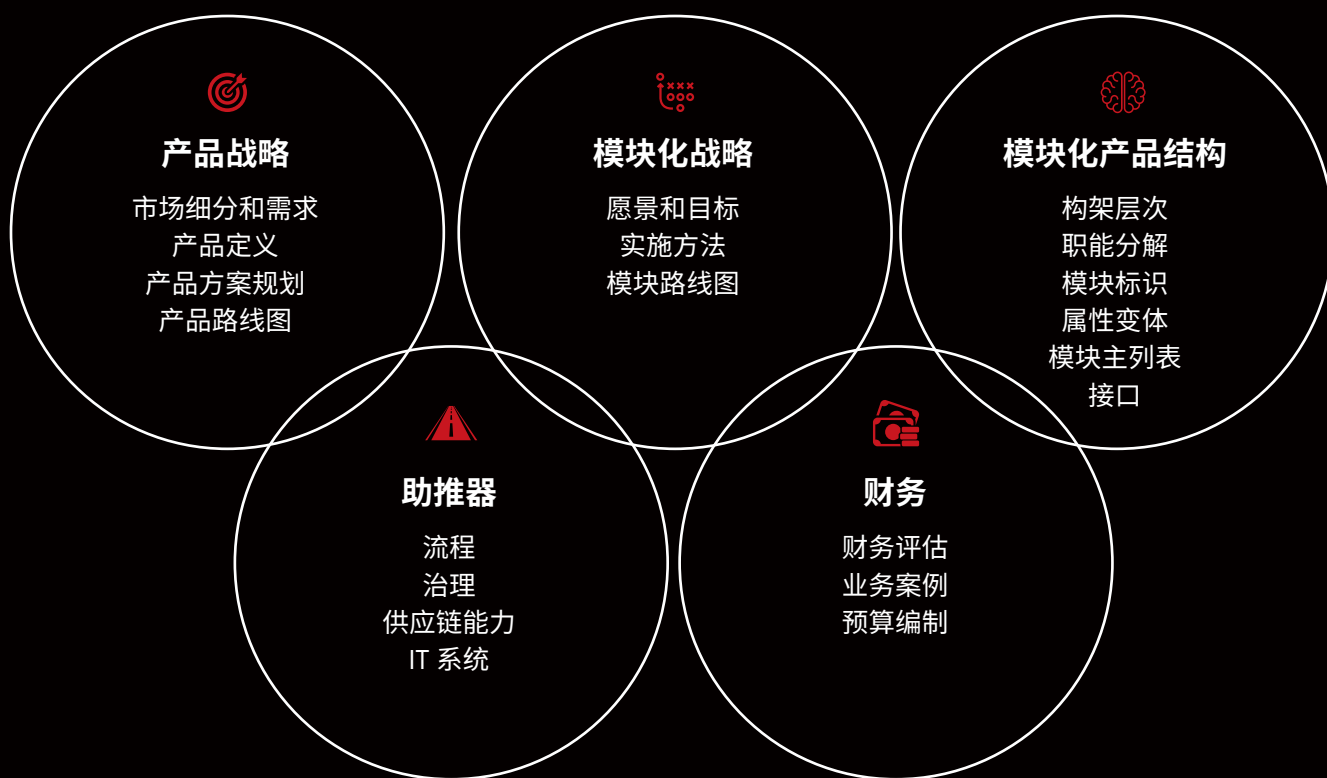 产品战略
市场细分和需求
产品定义
产品方案规划
产品路线图
模块化战略
愿景和目标
实施方法
模块路线图
模块化产品结构
构架层次
职能分解
模块标识
属性变体
模块主列表
接口
助推器
流程
治理
供应链能力
IT 系统
财务
财务评估
业务案例
预算编制